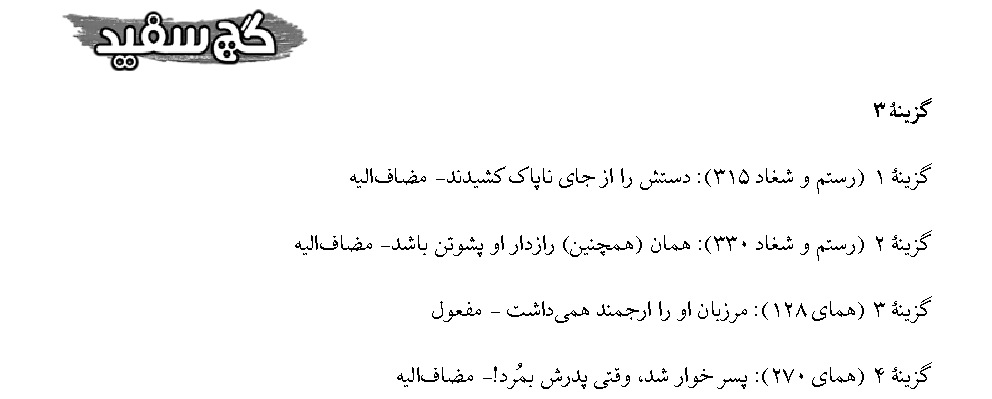 گچ سفید
گزینهٔ ۳
گزینهٔ ۱ (رستم و شغاد ۳۱۵): دستش را از جای ناپاک کشیدند- مضاف‌الیه
گزینهٔ ۲ (رستم و شغاد ۳۳۰): همان (همچنین) رازدار او پشوتن باشد- مضاف‌الیه
گزینهٔ ۳ (همای ۱۲۸): مرزبان او را ارجمند همی‌داشت - مفعول
گزینهٔ ۴ (همای ۲۷۰): پسر خوار شد، وقتی پدرش بمُرد!- مضاف‌الیه